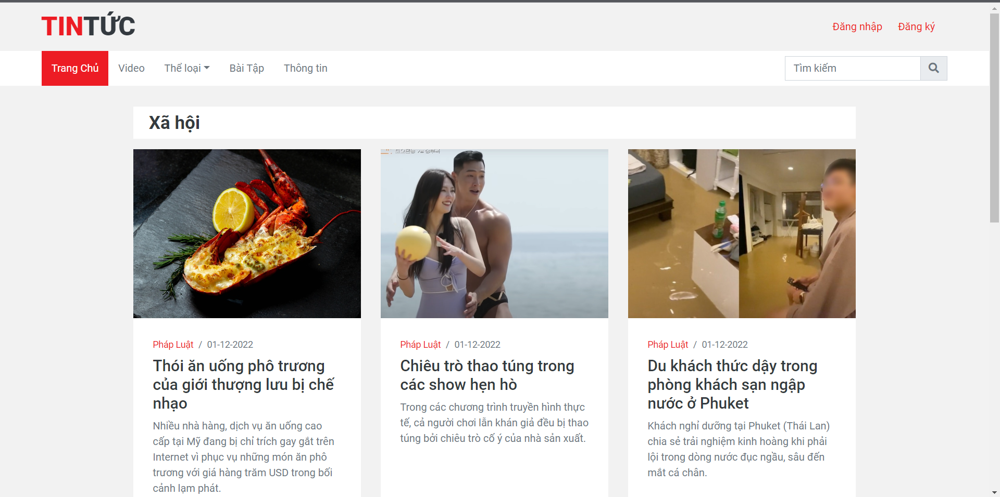 TINTỨC
Đăng nhập Đăng ký
Trang Chủ Video Thể loại Bài Tập Thông tin Tìm kiếm
Xã hội
Pháp Luật / 01-12-2022
Thói ăn uống phô trương
của giới thượng lưu bị chế
nhạo
Nhiều nhà hàng, dịch vụ ăn uống cao
cấp tại Mỹ đang bị chỉ trích gay gắt trên
Internet vì phục vụ những món ăn phô
trương với giá hàng trăm USD trong bối
cảnh lạm phát.
Pháp Luật / 01-12-2022
Chiêu trò thao túng trong
các show hẹn hò
Trong các chương trình truyền hình thực
tế, cả người chơi lẫn khán giả đều bị thao
túng bởi chiêu trò cố ý của nhà sản xuất.
Pháp Luật / 01-12-2022
Du khách thức dậy trong
phòng khách sạn ngập
nước ở Phuket
Khách nghỉ dưỡng tại Phuket (Thái Lan)
chia sẻ trải nghiệm kinh hoàng khi phải
lội trong dòng nước đục ngầu, sâu đến
mắt cá chân.